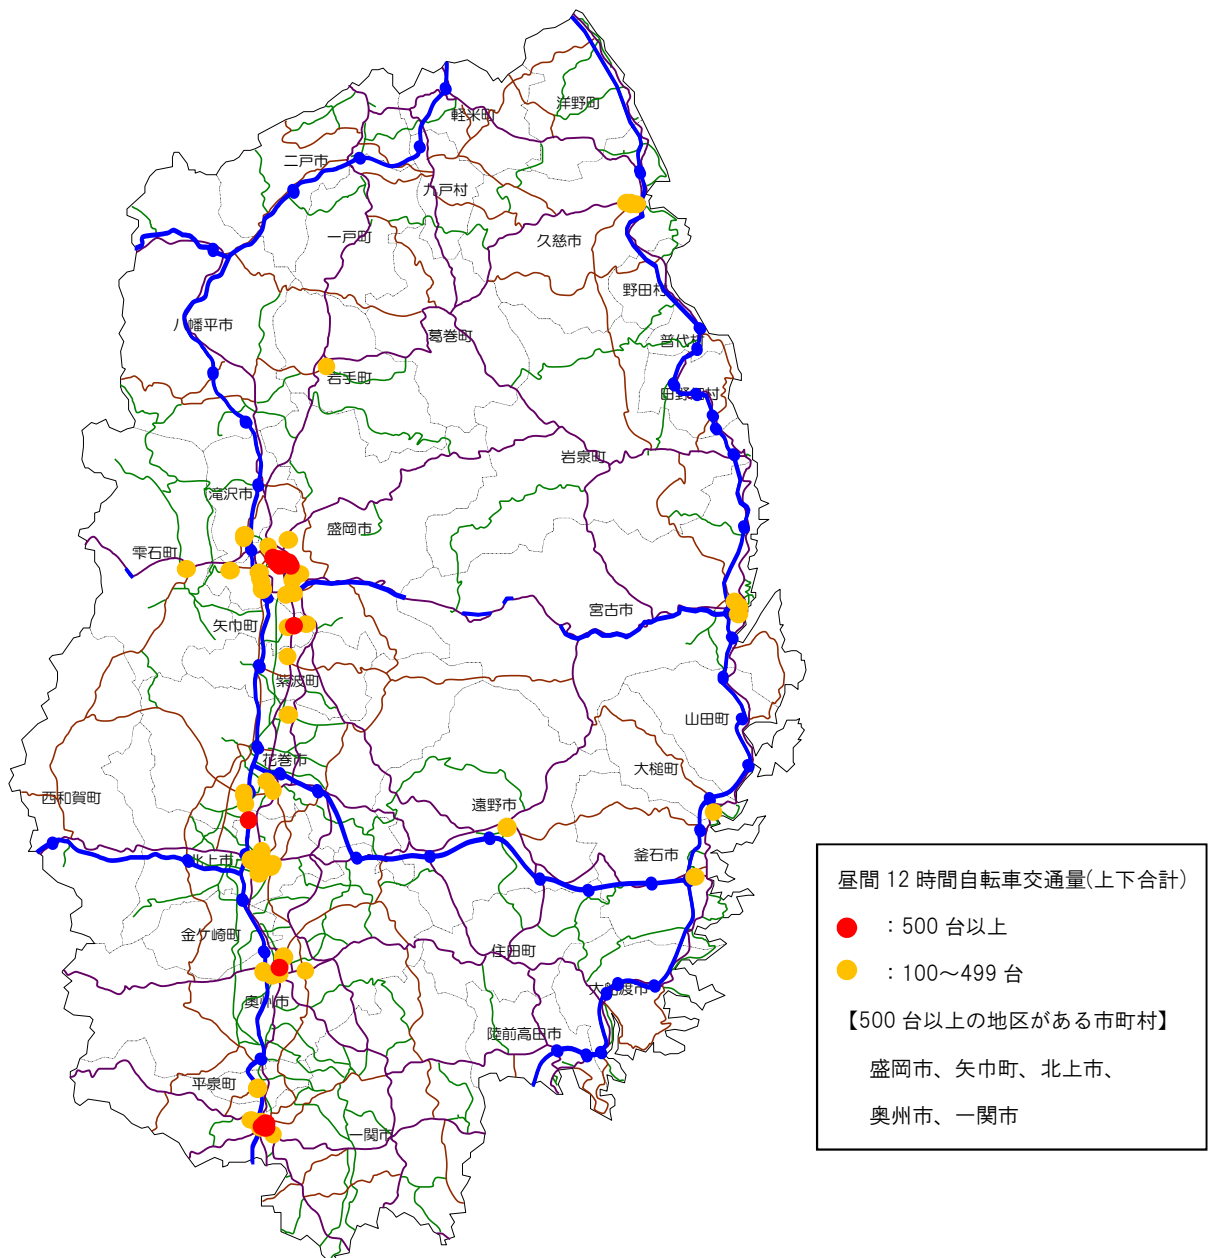 洋野町
軽米町
二戸市
九戸村
一戸町
久慈市
野田村
八幡平市
葛巻町
普代村
岩手町
田野畑村
岩泉町
滝沢市
盛岡市
雫石町
宮古市
矢巾町
紫波町
山田町
花巻市
大槌町
西和賀町
遠野市
釜石市
北上市
金ケ崎町
住田町
大船渡市
奥州市
陸前高田市
平泉町
一関市
昼間 12 時間自転車交通量(上下合計)
：500 台以上
：100～499 台
【500 台以上の地区がある市町村】
盛岡市、矢巾町、北上市、
奥州市、一関市